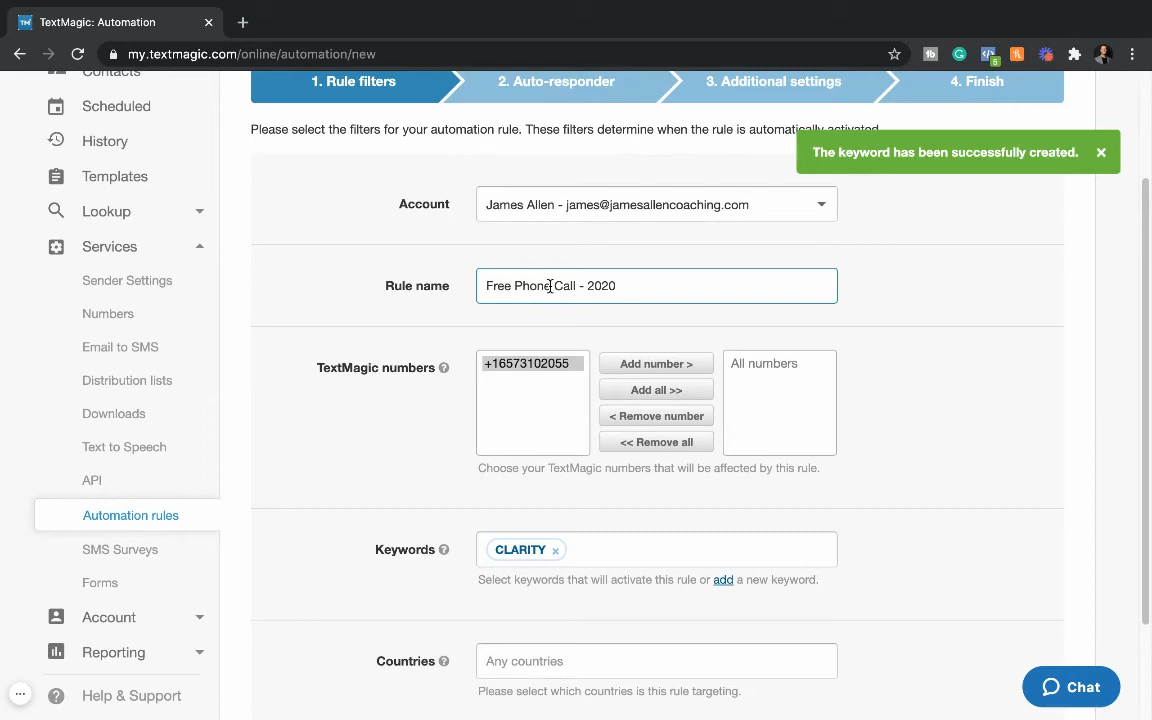 TextMagic: Automation
my.textmagic.com/online/automation/new
Contacts
Scheduled
History
Templates
Lookup
Services
Sender Settings
Numbers
Email to SMS
Distribution lists
Downloads
Text to Speech
API
Automation rules
SMS Surveys
Forms
Account
Reporting
Help & Support
1. Rule filters
2. Auto-responder
3. Additional settings
4. Finish
Please select the filters for your automation rule. These filters determine when the rule is automatically activated.
The keyword has been successfully created.
Account
James Allen - james@jamesallencoaching.com
Rule name
Free Phone Call - 2020
TextMagic numbers
+16573102055
Add number >
Add all >>
< Remove number
<< Remove all
All numbers
Choose your TextMagic numbers that will be affected by this rule.
Keywords
CLARITY ×
Select keywords that will activate this rule or add a new keyword.
Countries
Any countries
Please select which countries is this rule targeting.
Chat